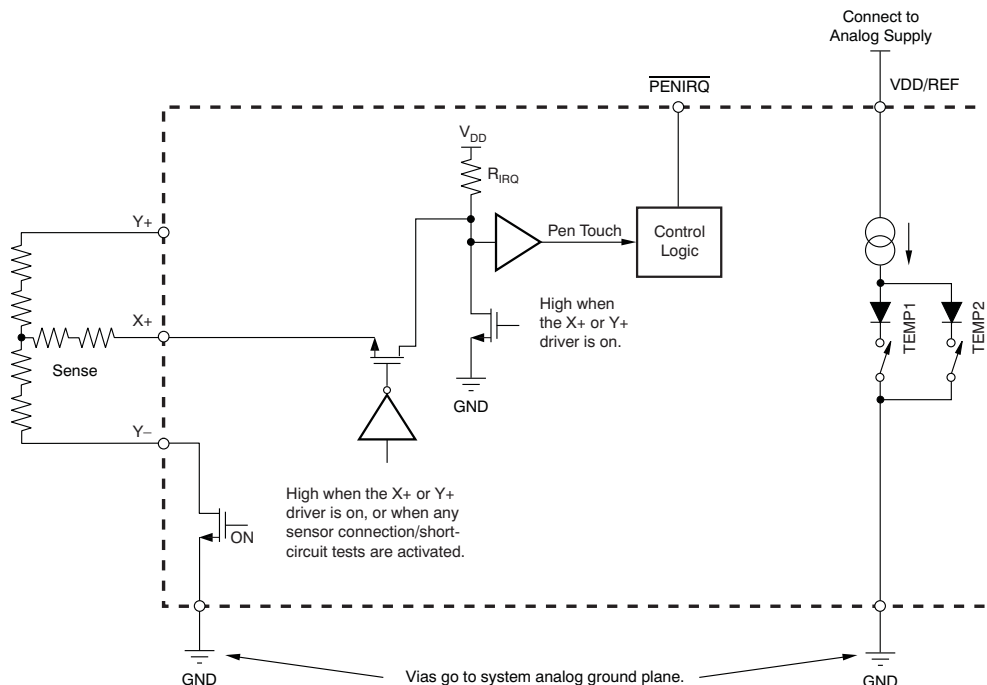 Connect to
Analog Supply
PENIRQ
VDD/REF
VDD
RIRQ
Y+
Pen Touch
Control
Logic
High when
the X+ or Y+
driver is on.
X+
TEMP1
TEMP2
Sense
GND
Y–
High when the X+ or Y+
driver is on, or when any
sensor connection/short-
circuit tests are activated.
ON
GND
Vias go to system analog ground plane.
GND